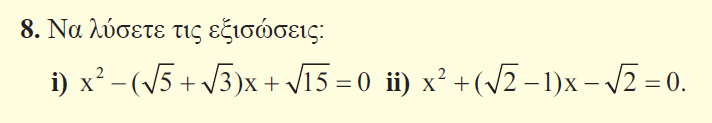 8. Να λύσετε τις εξισώσεις:
i) x² − (√5 + √3)x + √15 = 0 ii) x² + (√2 − 1)x − √2 = 0.